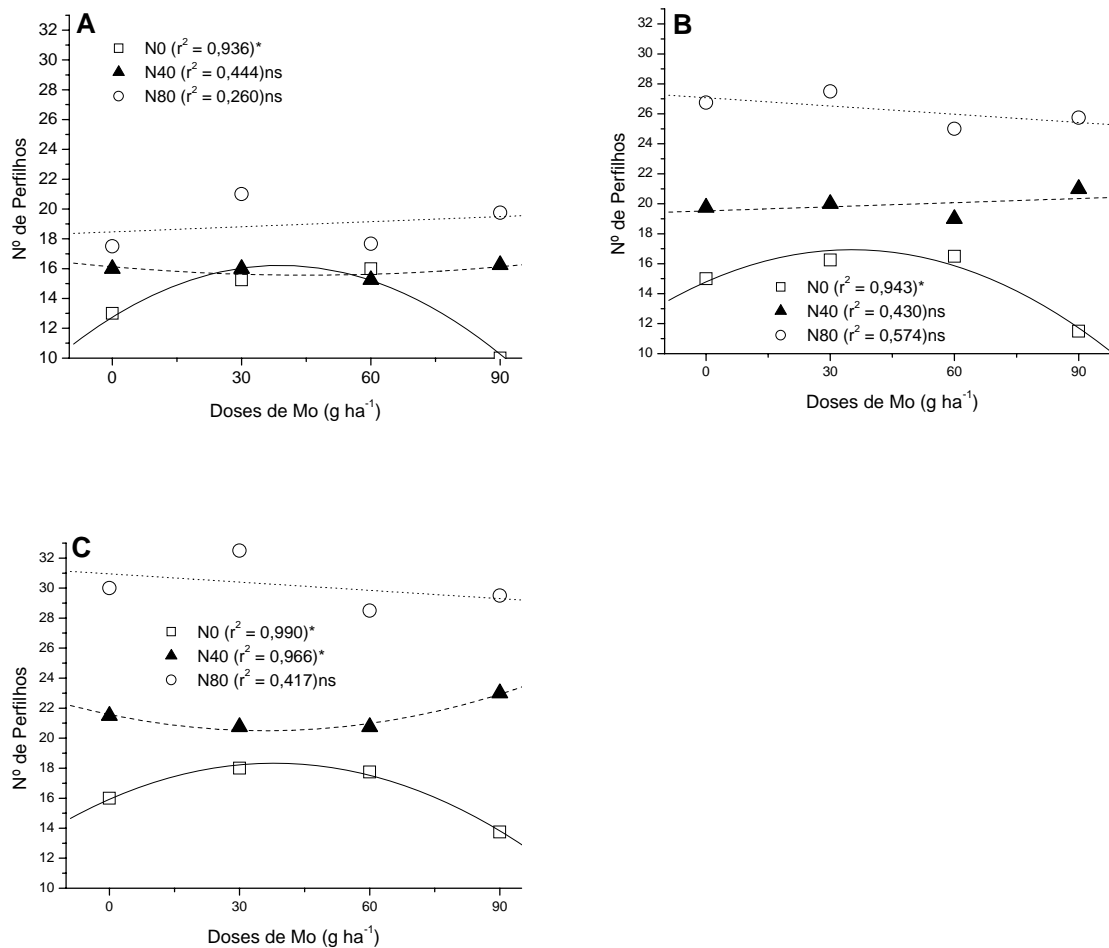 A
N0 (r² = 0,936)*
N40 (r² = 0,444)ns
N80 (r² = 0,260)ns
Nº de Perfilhos
32
30
28
26
24
22
20
18
16
14
12
10
0
30
60
90
Doses de Mo (g ha⁻¹)
B
Nº de Perfilhos
32
30
28
26
24
22
20
18
16
14
12
10
N0 (r² = 0,943)*
N40 (r² = 0,430)ns
N80 (r² = 0,574)ns
0
30
60
90
Doses de Mo (g ha⁻¹)
C
Nº de Perfilhos
32
30
28
26
24
22
20
18
16
14
12
10
N0 (r² = 0,990)*
N40 (r² = 0,966)*
N80 (r² = 0,417)ns
0
30
60
90
Doses de Mo (g ha⁻¹)